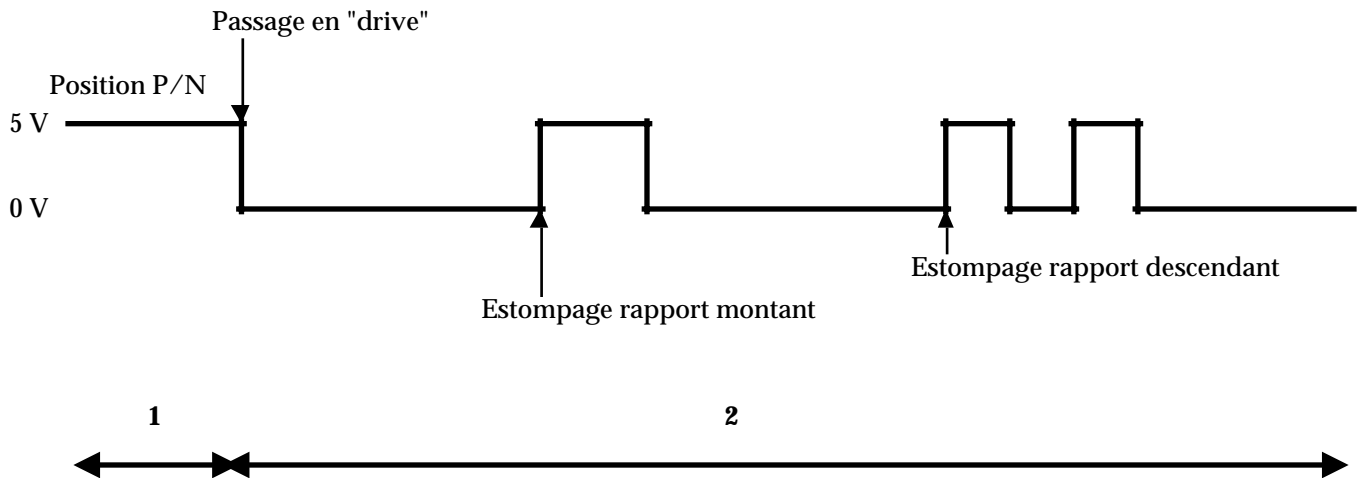 Passage en "drive"
Position P/N
5 V
0 V
Estompage rapport descendant
Estompage rapport montant
1
2